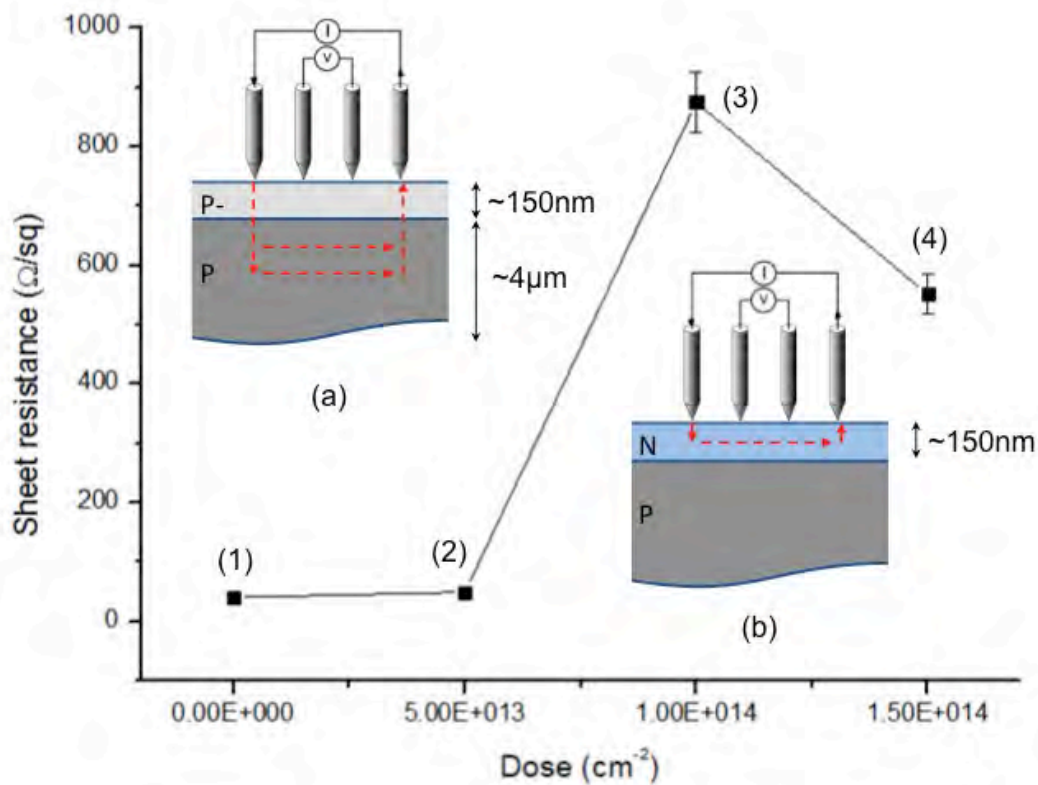 Sheet resistance (Ω/sq)
1000
800
600
400
200
0
I
V
P-
P
~150nm
~4μm
(a)
(1)
(2)
(3)
(4)
I
V
N
P
~150nm
(b)
0.00E+000
5.00E+013
1.00E+014
1.50E+014
Dose (cm⁻²)